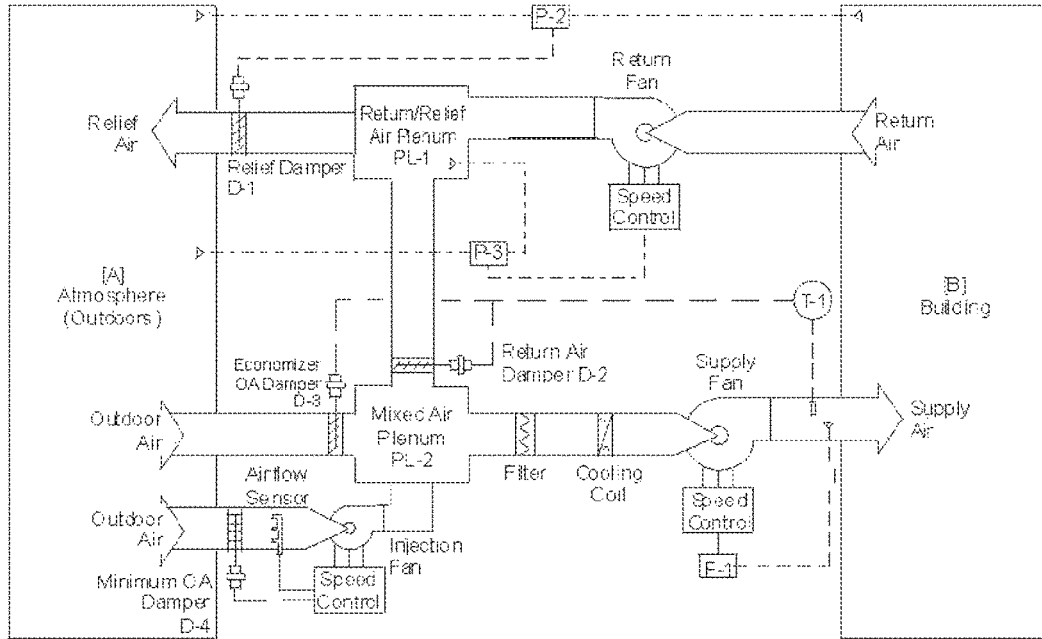 P-2
Return
Fan
Relief
Air
Return/Relief
Air Plenum
PL-1
Return
Air
Relief Damper
D-1
Speed
Control
P-3
[A]
Atmosphere
(Outdoors)
[B]
Building
T-1
Economizer
OA Damper
D-3
Return Air
Damper D-2
Supply
Fan
Outdoor
Air
Mixed Air
Plenum
PL-2
Supply
Air
Filter
Cooling
Coil
Airflow
Sensor
Speed
Control
Outdoor
Air
Injection
Fan
Minimum OA
Damper
D-4
Speed
Control